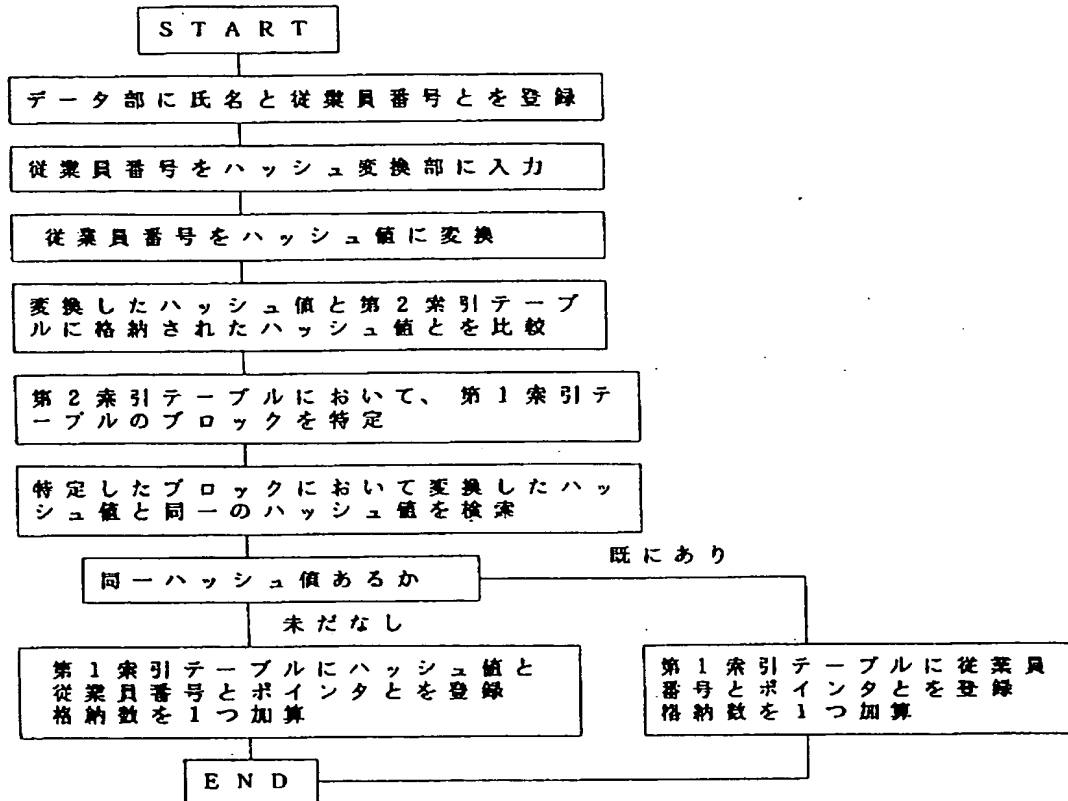 START
データ部に氏名と従業員番号とを登録
従業員番号をハッシュ変換部に入力
従業員番号をハッシュ値に変換
変換したハッシュ値と第2索引テーブ
ルに格納されたハッシュ値とを比較
第2索引テーブルにおいて、第1索引テ
ーブルのブロックを特定
特定したブロックにおいて変換したハッ
シュ値と同一のハッシュ値を検索
既にあり
同一ハッシュ値あるか
未だなし
第1索引テーブルにハッシュ値と
従業員番号とポインタとを登録
格納数を1つ加算
第1索引テーブルに従業員
番号とポインタとを登録
格納数を1つ加算
END